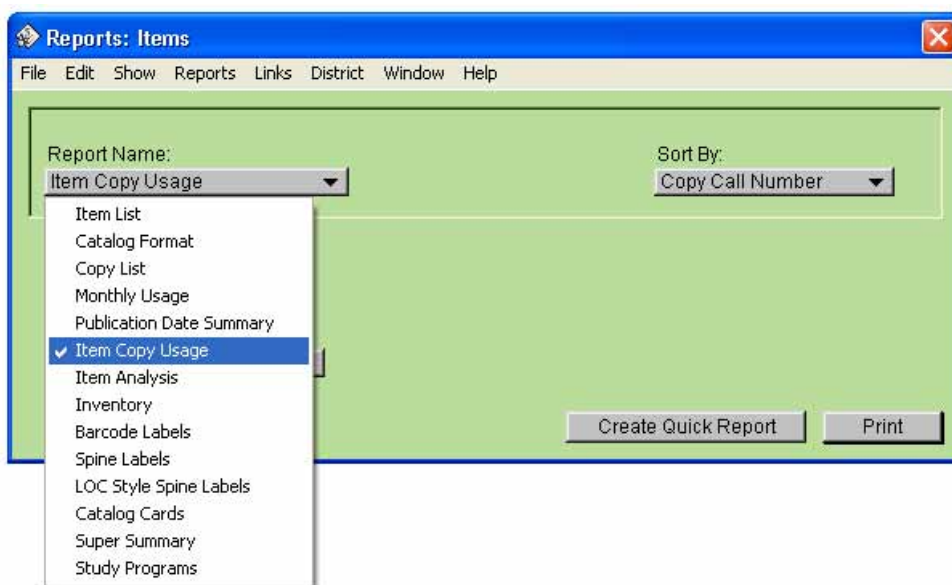 Reports: Items
File Edit Show Reports Links District Window Help
Report Name:
Sort By:
Item Copy Usage
Copy Call Number
Item List
Catalog Format
Copy List
Monthly Usage
Publication Date Summary
Item Copy Usage
Item Analysis
Inventory
Barcode Labels
Spine Labels
LOC Style Spine Labels
Catalog Cards
Super Summary
Study Programs
Create Quick Report
Print